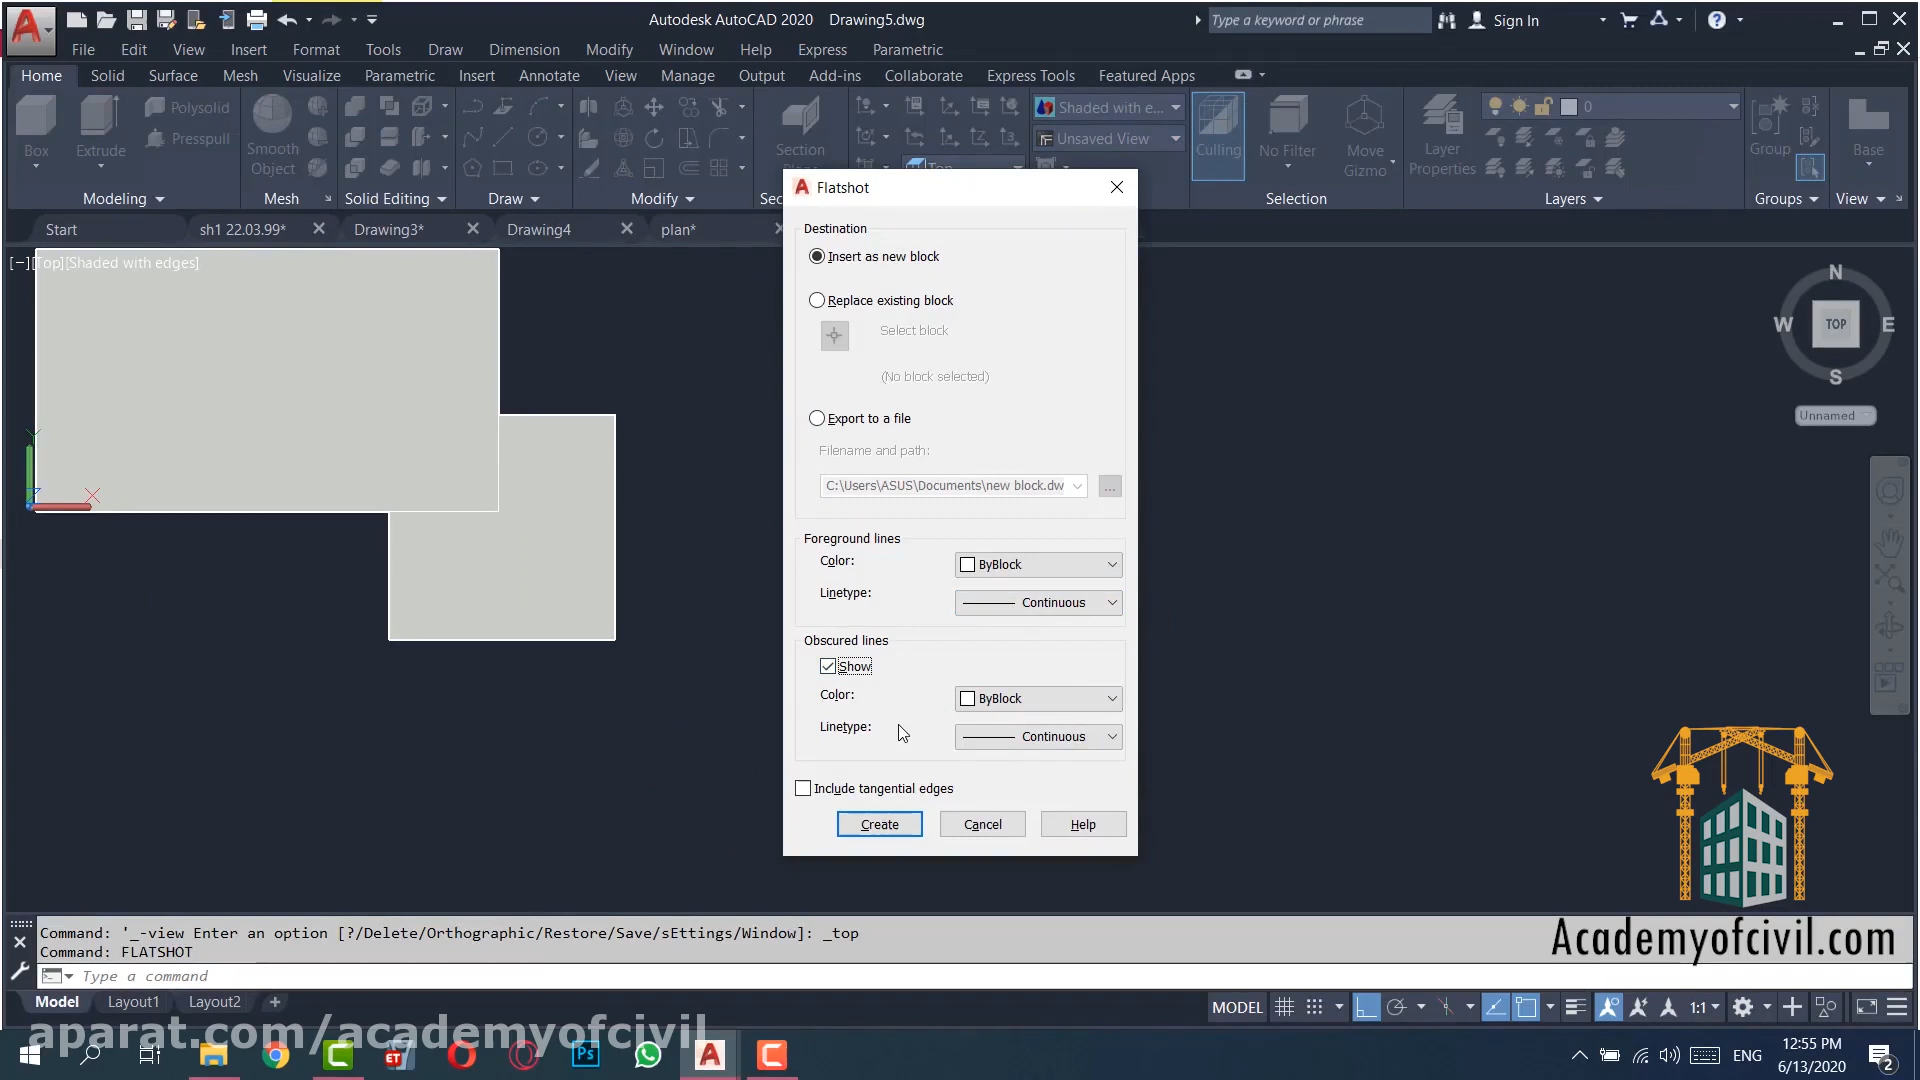 Autodesk AutoCAD 2020 Drawing5.dwg
Type a keyword or phrase
Sign In
File Edit View Insert Format Tools Draw Dimension Modify Window Help Express Parametric
Home Solid Surface Mesh Visualize Parametric Insert Annotate View Manage Output Add-ins Collaborate Express Tools Featured Apps
Box
Extrude
Polysolid
Presspull
Smooth
Object
Section
Shaded with e...
Unsaved View
Top
Culling
No Filter
Move
Gizmo
Layer
Properties
0
Group
Base
Modeling
Mesh
Solid Editing
Draw
Modify
Selection
Layers
Groups
View
Start
sh1 22.03.99*
Drawing3*
Drawing4
plan*
[−][Top][Shaded with edges]
Y
X
Z
Flatshot
Destination
Insert as new block
Replace existing block
Select block
(No block selected)
Export to a file
Filename and path:
C:\Users\ASUS\Documents\new block.dw
...
Foreground lines
Color:
ByBlock
Linetype:
Continuous
Obscured lines
Show
Color:
ByBlock
Linetype:
Continuous
Include tangential edges
Create
Cancel
Help
N
W
TOP
E
S
Unnamed
Academyofcivil.com
Command: '_-view Enter an option [?/Delete/Orthographic/Restore/Save/sEttings/Window]: _top
Command: FLATSHOT
Type a command
Model Layout1 Layout2 +
MODEL
1:1
aparat.com/academyofcivil
ET
Ps
ENG
12:55 PM
6/13/2020
2